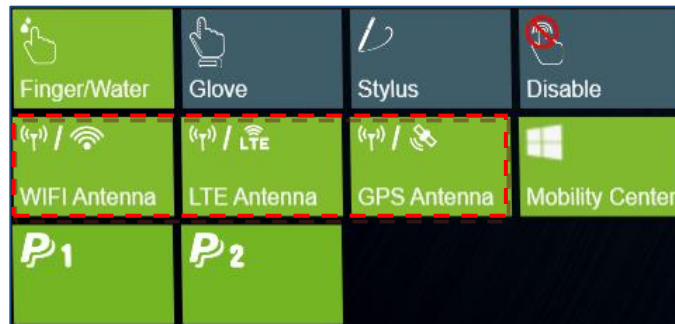 Finger/Water
Glove
Stylus
Disable
/
/ LTE
/
WIFI Antenna
LTE Antenna
GPS Antenna
Mobility Center
P1
P2